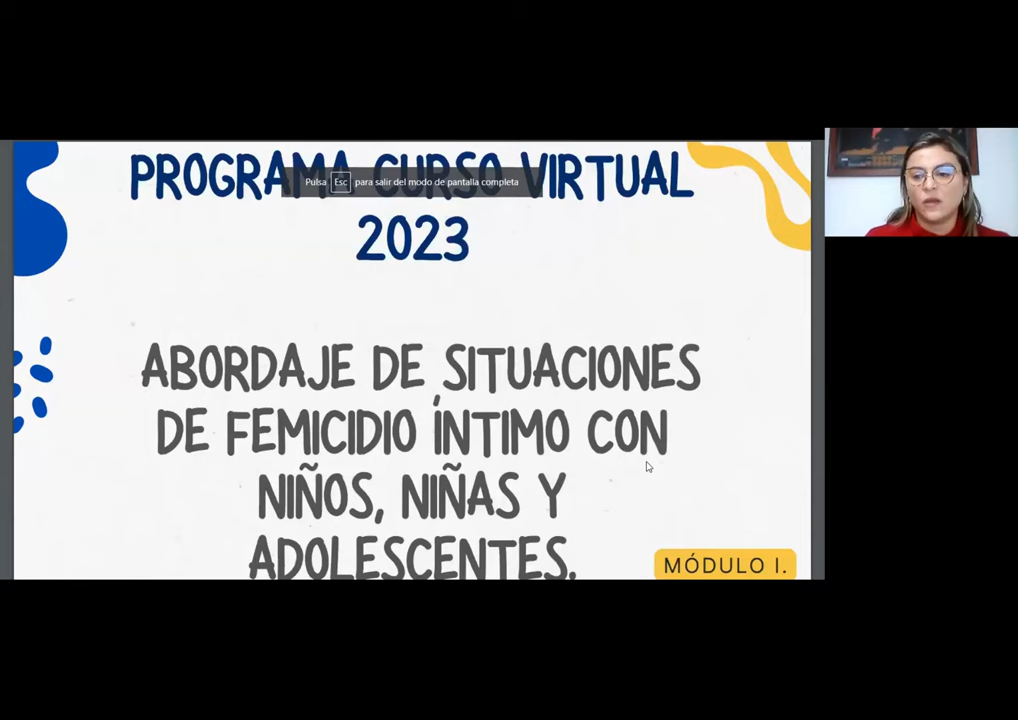 PROGRAMA CURSO VIRTUAL
Pulsa Esc para salir del modo de pantalla completa
2023
ABORDAJE DE SITUACIONES
DE FEMICIDIO ÍNTIMO CON
NIÑOS, NIÑAS Y
ADOLESCENTES.
MÓDULO I.